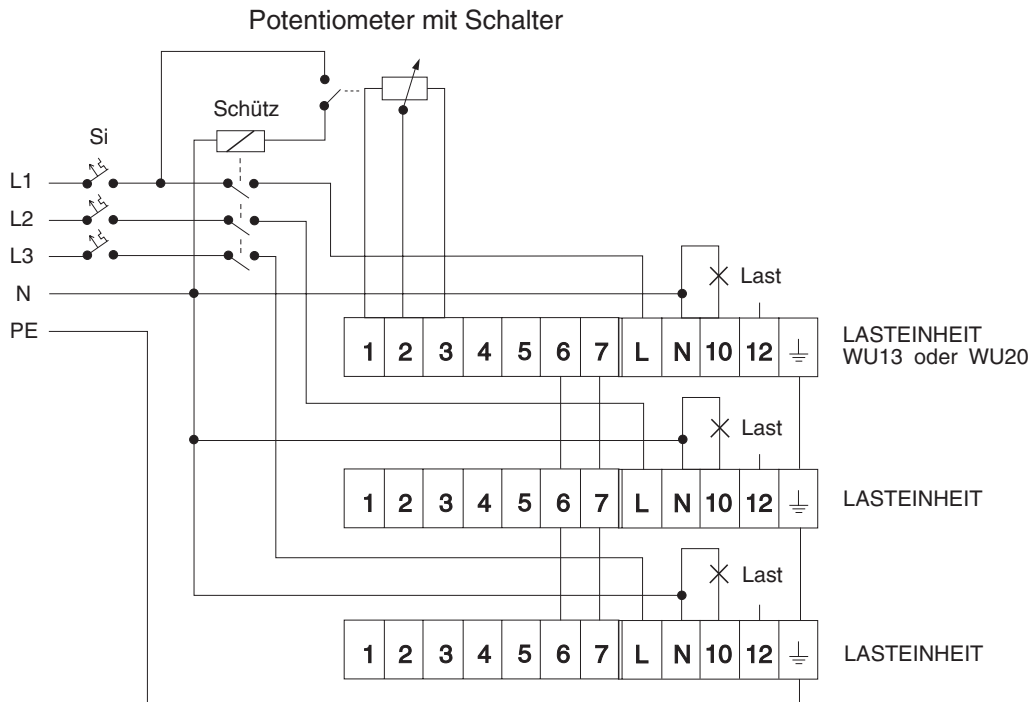 Potentiometer mit Schalter
Schütz
Si
L1
L2
L3
N
PE
Last
1 2 3 4 5 6 7 L N 10 12
LASTEINHEIT
WU13 oder WU20
Last
1 2 3 4 5 6 7 L N 10 12
LASTEINHEIT
Last
1 2 3 4 5 6 7 L N 10 12
LASTEINHEIT